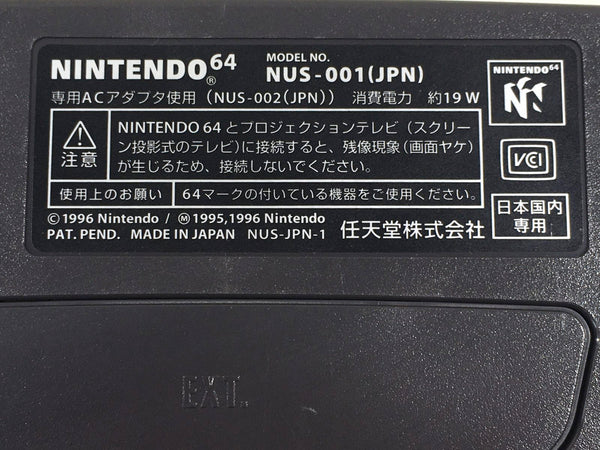 NINTENDO64®
MODEL NO.
NUS-001(JPN)
専用ACアダプタ使用 (NUS-002(JPN)) 消費電力 約19W
注意
NINTENDO 64 とプロジェクションテレビ (スクリー
ン投影式のテレビ)に接続すると、残像現象(画面ヤケ)
が生じるため、接続しないでください。
使用上のお願い
64マークの付いている機器をご使用ください。
©1996 Nintendo / Ⓜ1995,1996 Nintendo
PAT. PEND. MADE IN JAPAN NUS-JPN-1 任天堂株式会社
NINTENDO64
VCI
日本国内
専用
EXT.